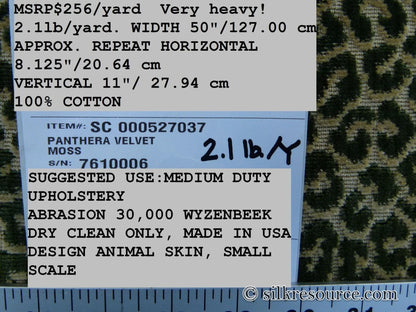 MSRP$256/yard  Very heavy!
2.1lb/yard. WIDTH 50"/127.00 cm
APPROX. REPEAT HORIZONTAL
8.125"/20.64 cm
VERTICAL 11"/ 27.94 cm
100% COTTON
ITEM#: SC 000527037
PANTHERA VELVET
MOSS
S/N: 7610006
2.1 lb/Y
SUGGESTED USE:MEDIUM DUTY
UPHOLSTERY
ABRASION 30,000 WYZENBEEK
DRY CLEAN ONLY, MADE IN USA
DESIGN ANIMAL SKIN, SMALL
SCALE
© silkresource.com